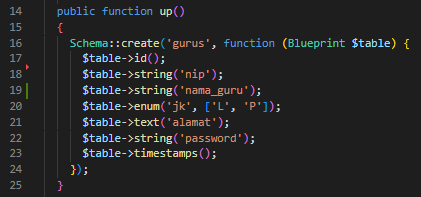 14 public function up()
15 {
16 Schema::create('gurus', function (Blueprint $table) {
17 $table->id();
18 $table->string('nip');
19 $table->string('nama_guru');
20 $table->enum('jk', ['L', 'P']);
21 $table->text('alamat');
22 $table->string('password');
23 $table->timestamps();
24 });
25 }